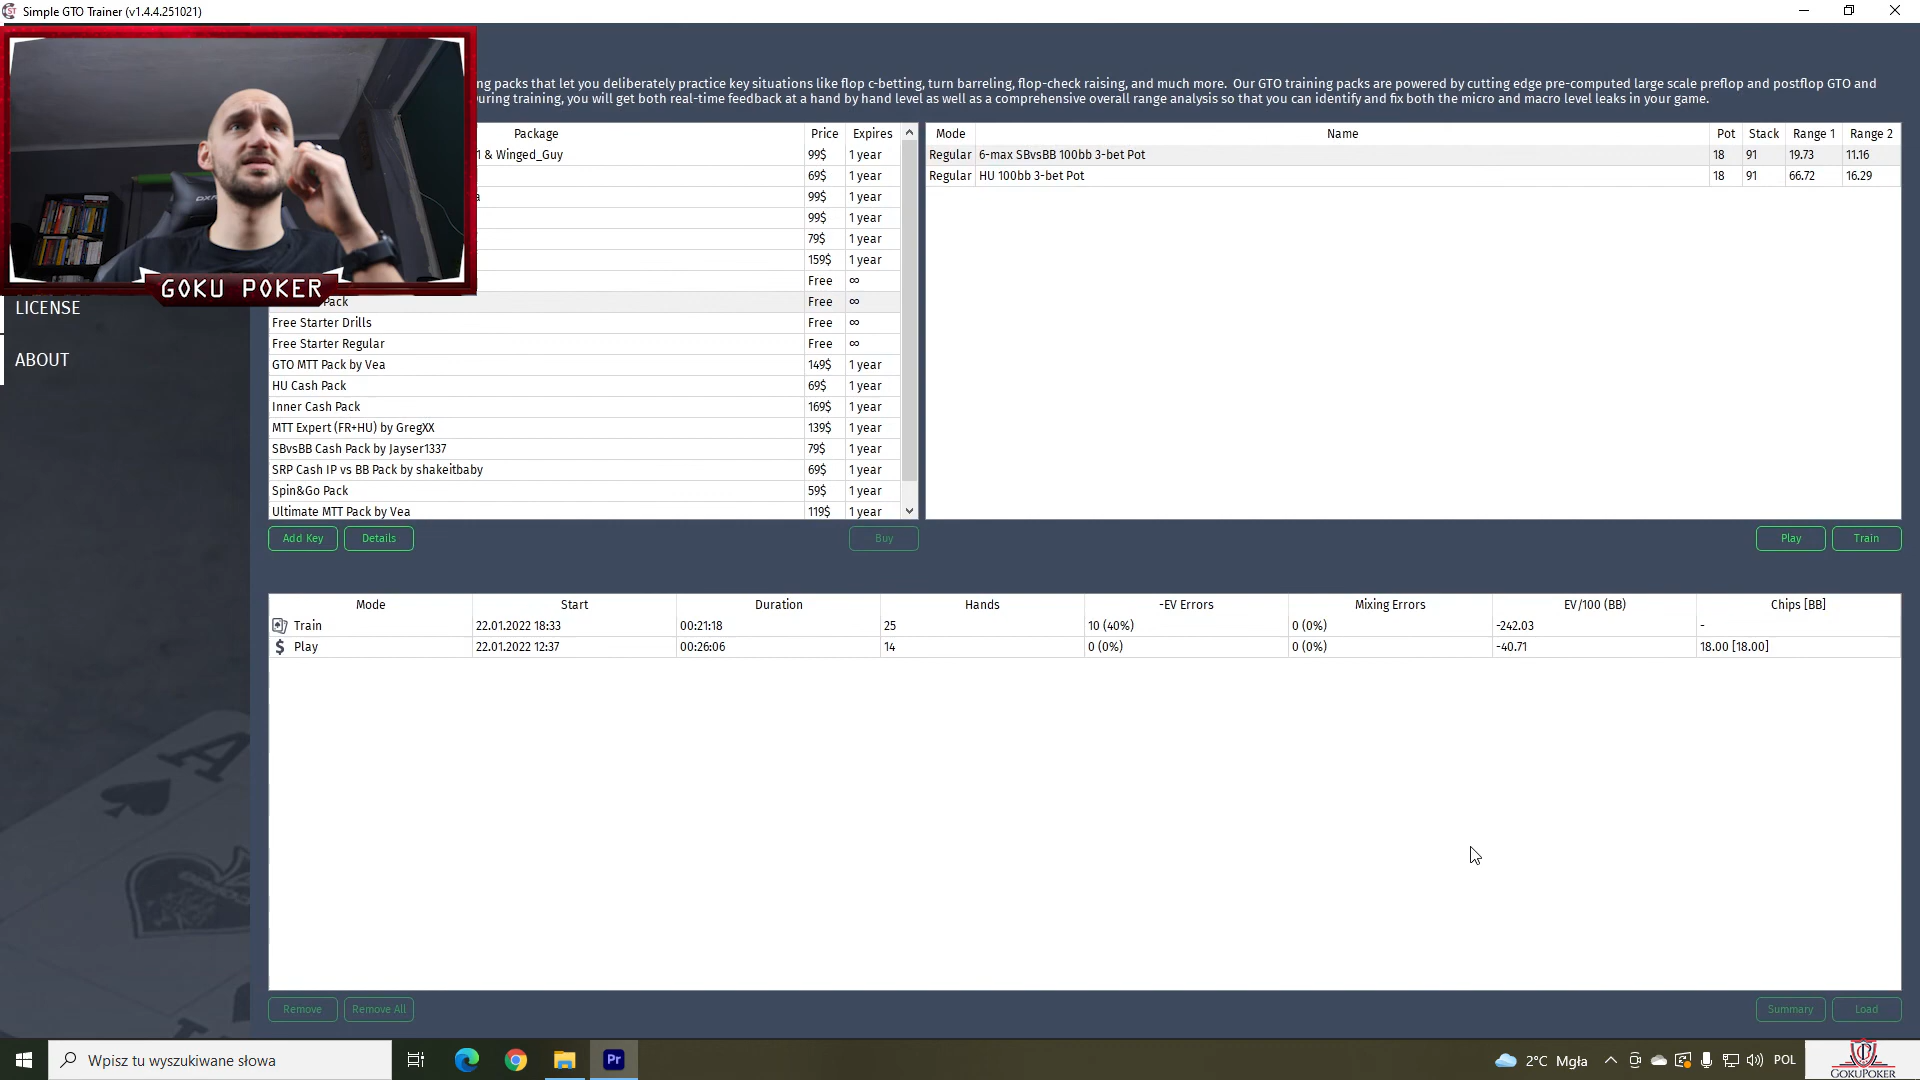 Simple GTO Trainer (v1.4.4.251021)
ng packs that let you deliberately practice key situations like flop c-betting, turn barreling, flop-check raising, and much more. Our GTO training packs are powered by cutting edge pre-computed large scale preflop and postflop GTO and
During training, you will get both real-time feedback at a hand by hand level as well as a comprehensive overall range analysis so that you can identify and fix both the micro and macro level leaks in your game.
GOKU POKER
LICENSE
ABOUT
Package Price Expires
1 & Winged_Guy 99$ 1 year
69$ 1 year
a 99$ 1 year
99$ 1 year
79$ 1 year
159$ 1 year
Free ∞
Pack Free ∞
Free Starter Drills Free ∞
Free Starter Regular Free ∞
GTO MTT Pack by Vea 149$ 1 year
HU Cash Pack 69$ 1 year
Inner Cash Pack 169$ 1 year
MTT Expert (FR+HU) by GregXX 139$ 1 year
SBvsBB Cash Pack by Jayser1337 79$ 1 year
SRP Cash IP vs BB Pack by shakeitbaby 69$ 1 year
Spin&Go Pack 59$ 1 year
Ultimate MTT Pack by Vea 119$ 1 year
Add Key Details Buy
Mode Name Pot Stack Range 1 Range 2
Regular 6-max SBvsBB 100bb 3-bet Pot 18 91 19.73 11.16
Regular HU 100bb 3-bet Pot 18 91 66.72 16.29
Play Train
Mode Start Duration Hands -EV Errors Mixing Errors EV/100 (BB) Chips [BB]
Train 22.01.2022 18:33 00:21:18 25 10 (40%) 0 (0%) -242.03 -
$ Play 22.01.2022 12:37 00:26:06 14 0 (0%) 0 (0%) -40.71 18.00 [18.00]
Remove Remove All Summary Load
Wpisz tu wyszukiwane słowa
Pr
2°C Mgła
POL
GOKUPOKER